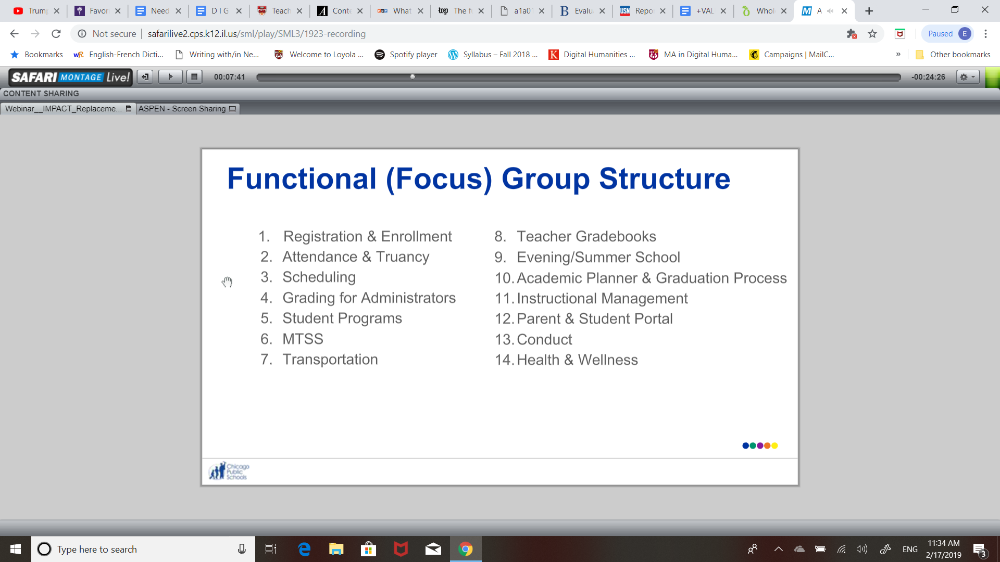 Trump
Favor
Need
D I G
Teach
Conte
npr
What
wp
The f
a1a01
B
Evalu
USN
Repo
+VAL
Whol
M
A
Not secure
safarilive2.cps.k12.il.us/sml/play/SML3/1923-recording
Paused
E
Bookmarks
WR
English-French Dicti...
Writing with/in Ne...
Welcome to Loyola ...
Spotify player
Syllabus – Fall 2018 ...
K
Digital Humanities ...
MA in Digital Huma...
Campaigns | MailC...
»
Other bookmarks
SAFARI MONTAGE Live!
00:07:41
-00:24:26
CONTENT SHARING
Webinar__IMPACT_Replaceme...
ASPEN - Screen Sharing
Functional (Focus) Group Structure
1. Registration & Enrollment
2. Attendance & Truancy
3. Scheduling
4. Grading for Administrators
5. Student Programs
6. MTSS
7. Transportation
8. Teacher Gradebooks
9. Evening/Summer School
10. Academic Planner & Graduation Process
11. Instructional Management
12. Parent & Student Portal
13. Conduct
14. Health & Wellness
Chicago
Public
Schools
Type here to search
ENG
11:34 AM
2/17/2019
3